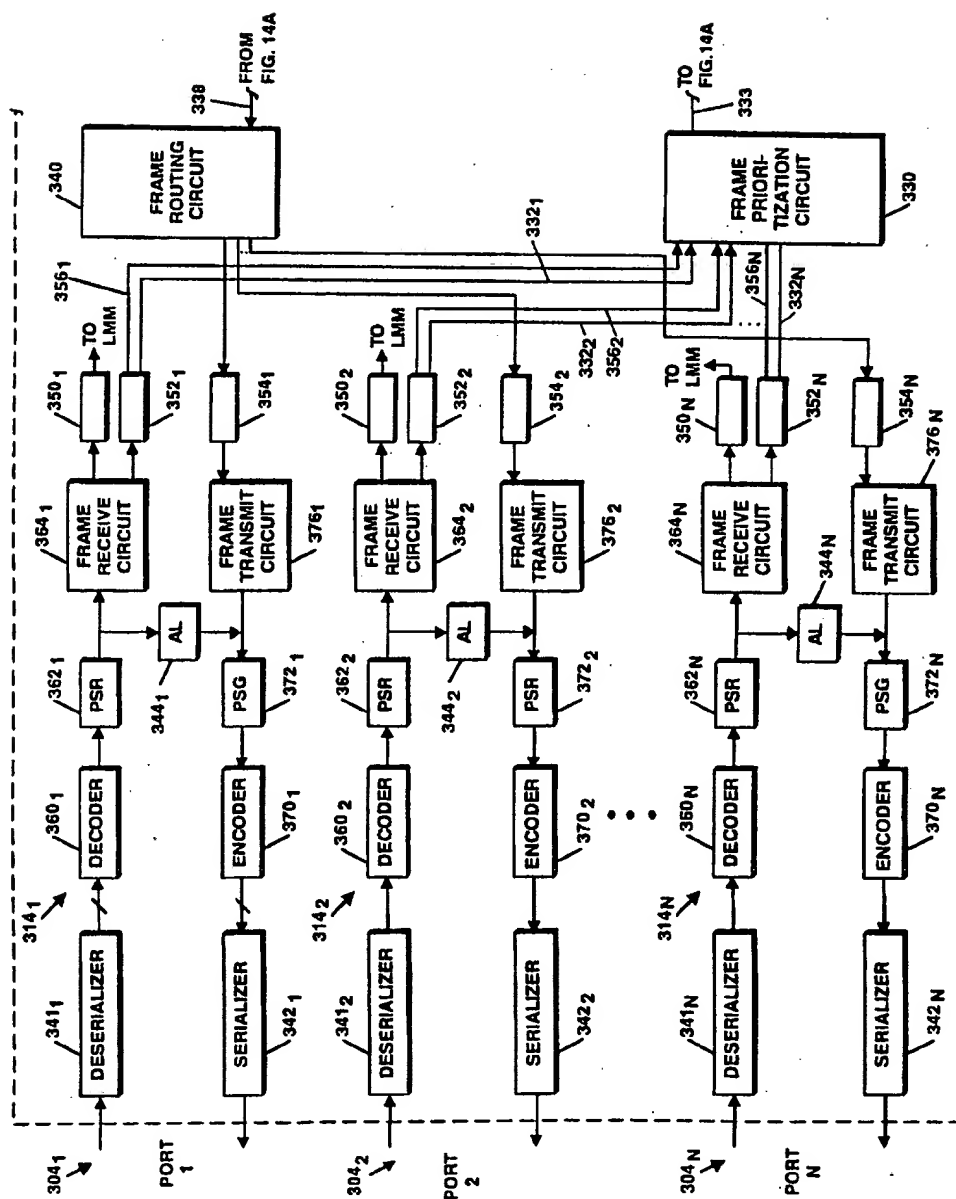 340
FRAME
ROUTING
CIRCUIT
338
FROM
FIG. 14A
TO
FIG. 14A
333
FRAME
PRIORI-
TIZATION
CIRCUIT
330
356₁
332₁
332₂
356₂
356N
332N
TO LMM
350₁
352₁
354₁
364₁
FRAME
RECEIVE
CIRCUIT
FRAME
TRANSMIT
CIRCUIT
376₁
362₁
PSR
AL
344₁
PSG
372₁
360₁
DECODER
ENCODER
370₁
314₁
341₁
DESERIALIZER
SERIALIZER
342₁
304₁
PORT
1
TO LMM
350₂
352₂
354₂
FRAME
RECEIVE
CIRCUIT
364₂
FRAME
TRANSMIT
CIRCUIT
376₂
362₂
PSR
AL
344₂
PSG
372₂
360₂
DECODER
ENCODER
370₂
314₂
341₂
DESERIALIZER
SERIALIZER
342₂
304₂
PORT
2
TO
LMM
350N
352N
354N
364N
FRAME
RECEIVE
CIRCUIT
FRAME
TRANSMIT
CIRCUIT
376N
344N
362N
PSR
AL
PSG
372N
360N
DECODER
ENCODER
370N
314N
341N
DESERIALIZER
SERIALIZER
342N
304N
PORT
N